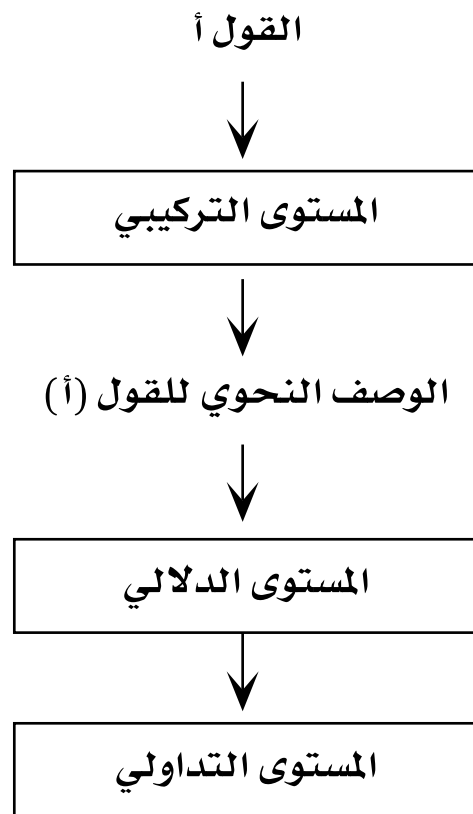 القول أ
المستوى التركيبي
الوصف النحوي للقول (أ)
المستوى الدلالي
المستوى التداولي